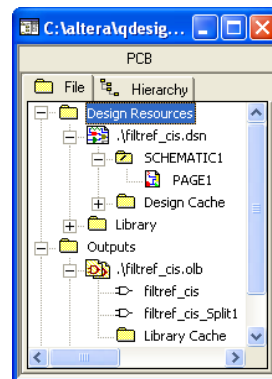 C:\altera\qdesig...
PCB
File Hierarchy
Design Resources
.\filtref_cis.dsn
SCHEMATIC1
PAGE1
Design Cache
Library
Outputs
.\filtref_cis.olb
filtref_cis
filtref_cis_Split1
Library Cache